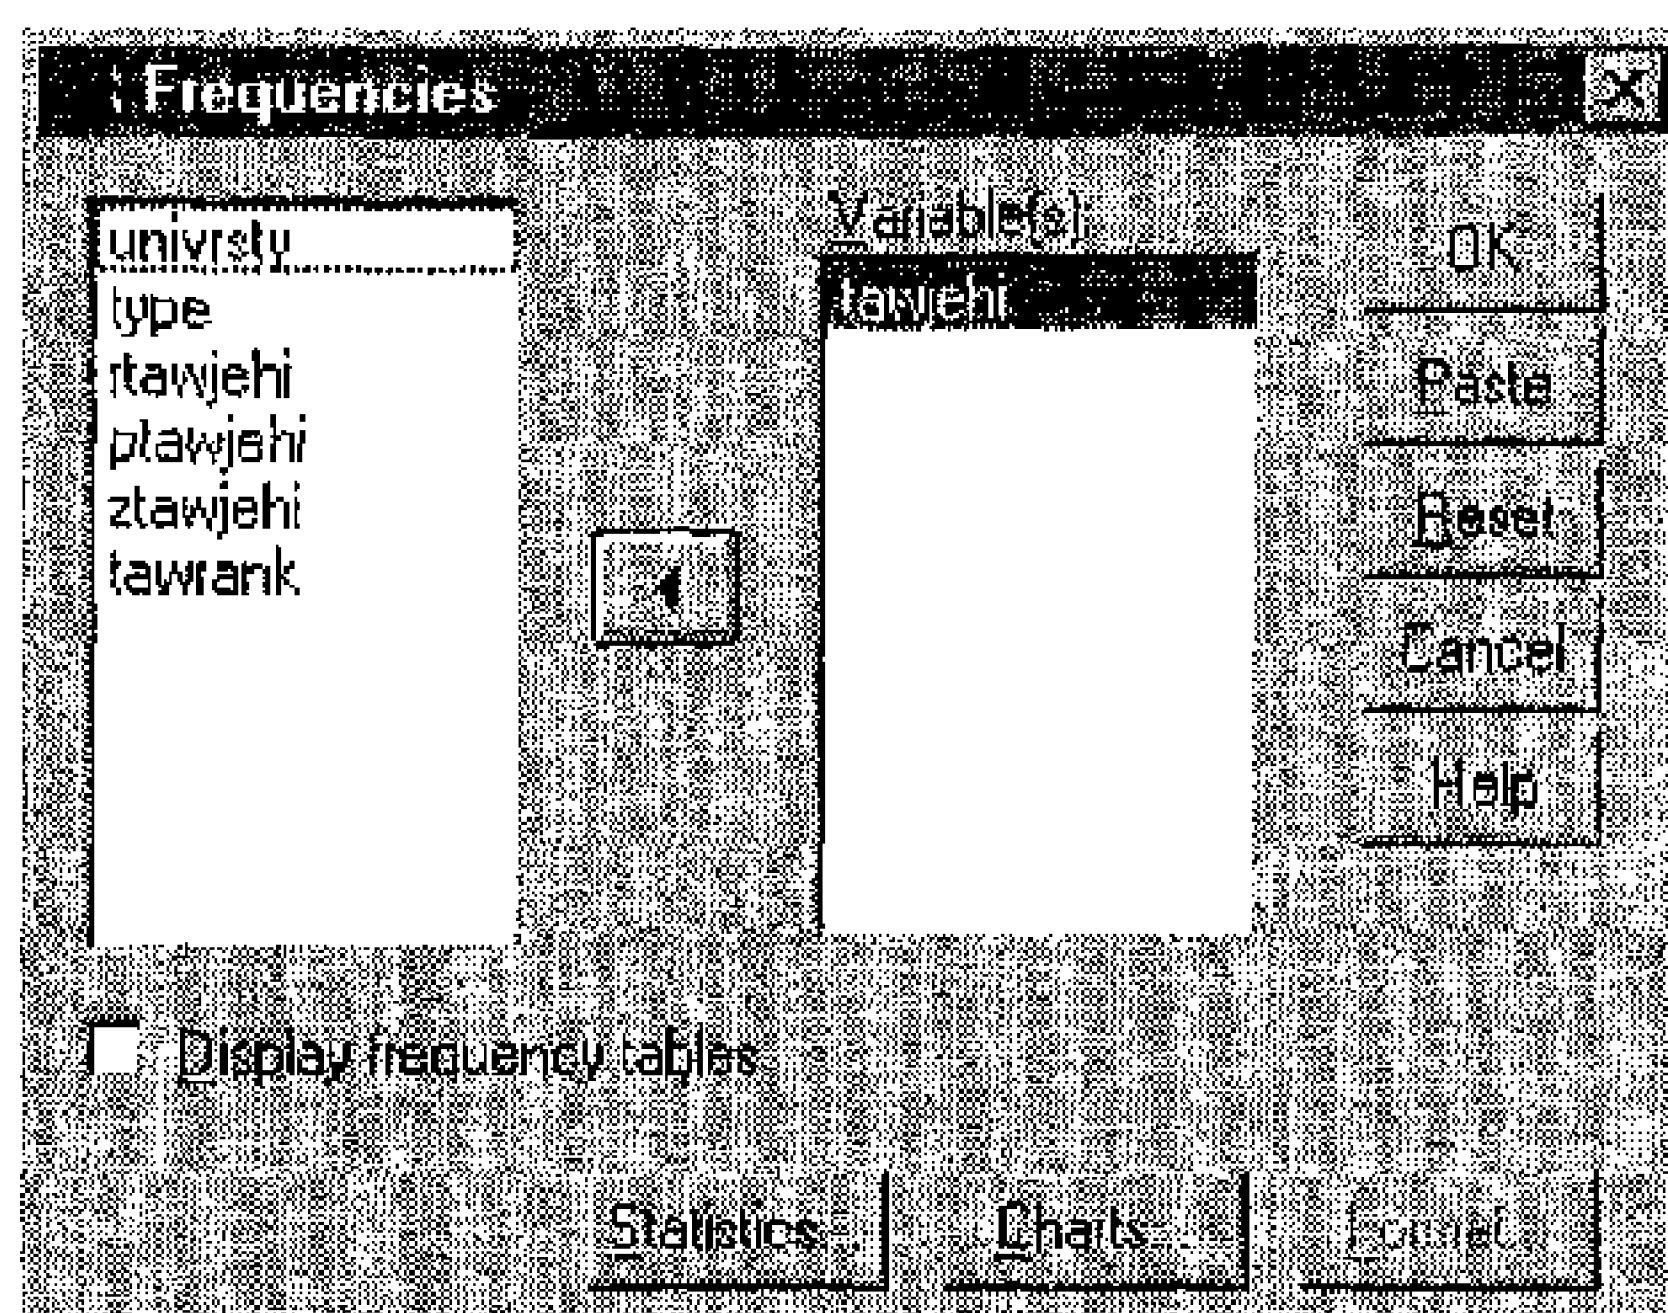 Frequencies
univrsty
type
rtawjehi
ptawjehi
ztawjehi
tawrank
Variable(s):
tawjehi
OK
Paste
Reset
Cancel
Help
Display frequency tables
Statistics...
Charts...
Format...